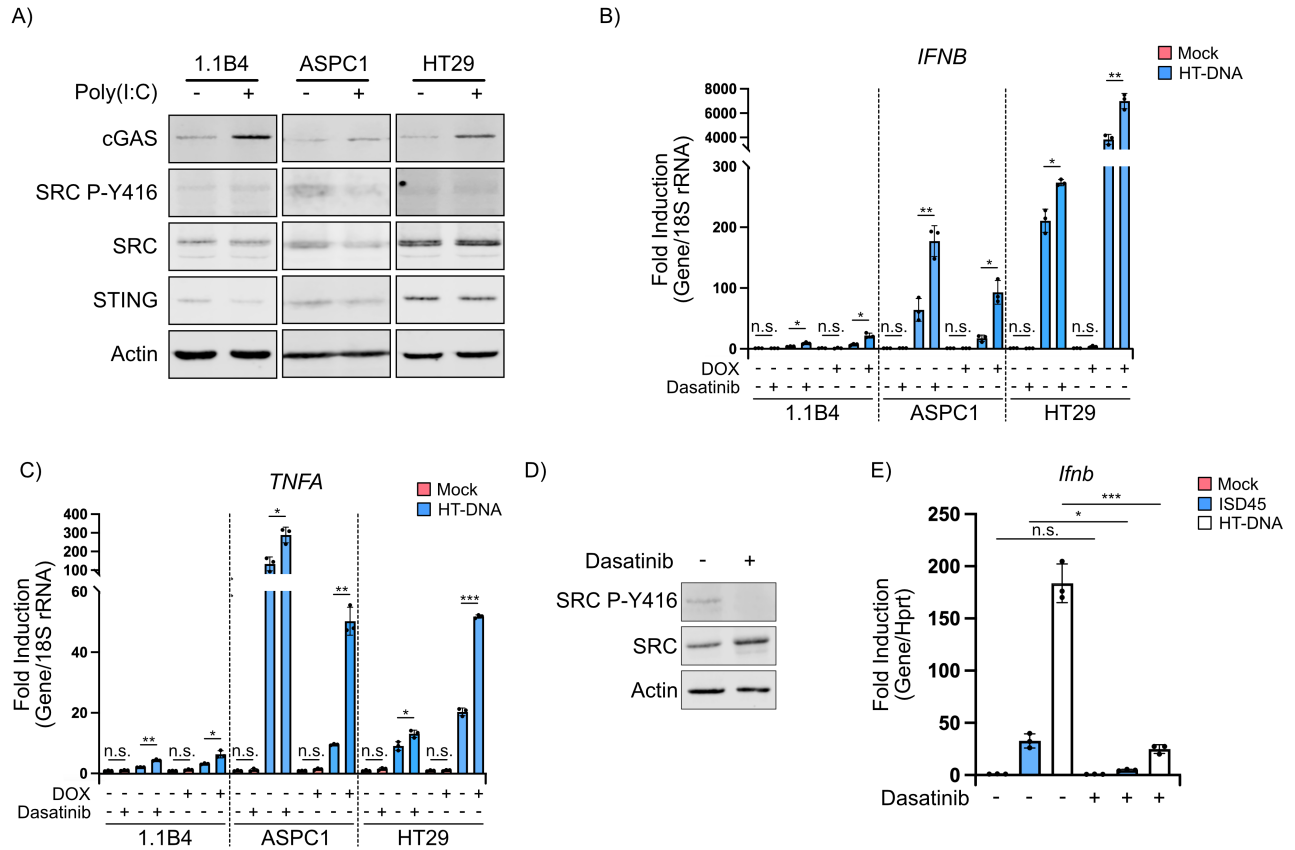 A)
1.1B4 ASPC1 HT29
Poly(I:C) - + - + - +
cGAS
SRC P-Y416
SRC
STING
Actin
B)
IFNB
Mock
HT-DNA
Fold Induction
(Gene/18S rRNA)
8000
6000
4000
300
200
100
0
n.s. * n.s. * n.s. ** n.s. * n.s. * n.s. **
DOX - - - - - + - + - - - - - + - + - - - - - + - +
Dasatinib - + - + - - - - - + - + - - - - - + - + - - - -
1.1B4 ASPC1 HT29
C)
TNFA
Mock
HT-DNA
Fold Induction
(Gene/18S rRNA)
400
300
200
100
60
40
20
0
n.s. ** n.s. * n.s. * n.s. ** n.s. * n.s. ***
DOX - - - - - + - + - - - - - + - + - - - - - + - +
Dasatinib - + - + - - - - - + - + - - - - - + - + - - - -
1.1B4 ASPC1 HT29
D)
Dasatinib - +
SRC P-Y416
SRC
Actin
E)
Ifnb
Mock
ISD45
HT-DNA
Fold Induction
(Gene/Hprt)
250
200
150
100
50
0
***
*
n.s.
Dasatinib - - - + + +